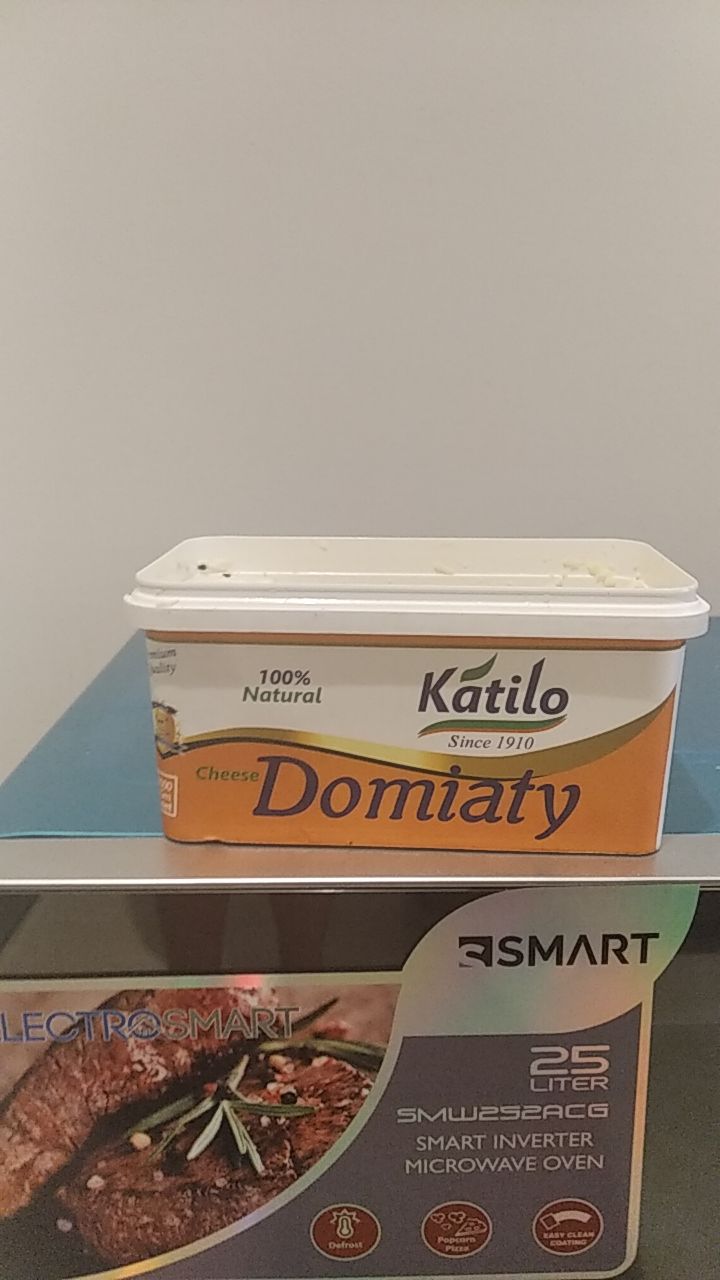 100%
Natural
Kátilo
Since 1910
Cheese Domiaty
SMART
LECTROSMART
25
LITER
SMW252ACG
SMART INVERTER
MICROWAVE OVEN
Defrost
Popcorn
Pizza
EASY CLEAN
COATING